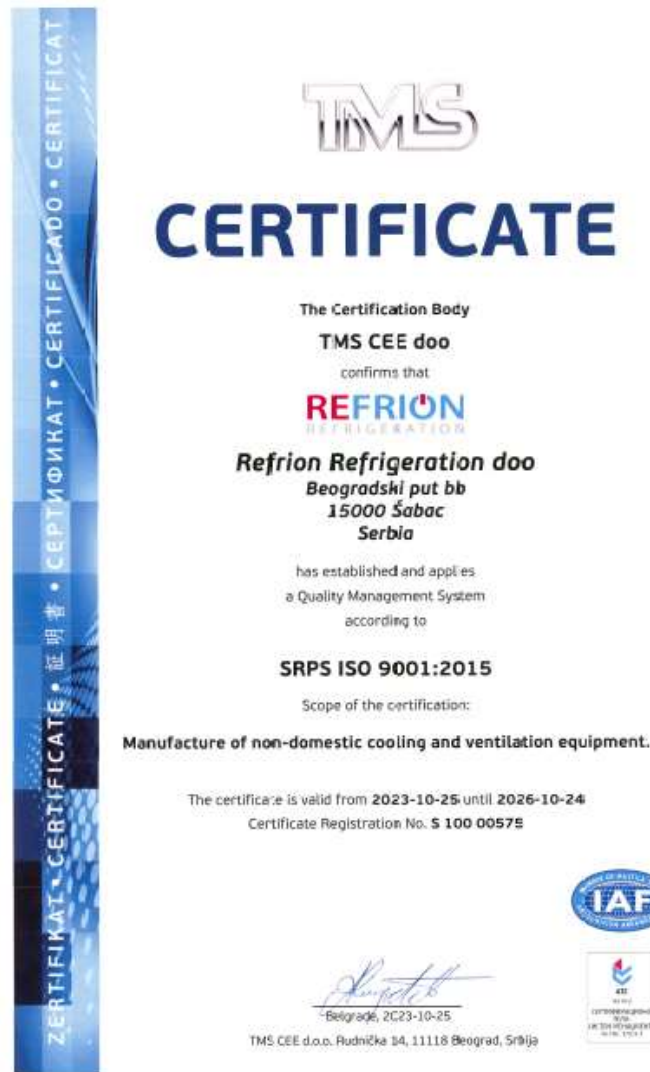 TMS
CERTIFICATE
The Certification Body
TMS CEE doo
confirms that
REFRION
REFRIGERATION
Refrion Refrigeration doo
Beogradski put bb
15000 Šabac
Serbia
has established and applies
a Quality Management System
according to
SRPS ISO 9001:2015
Scope of the certification:
Manufacture of non-domestic cooling and ventilation equipment.
The certificate is valid from 2023-10-25 until 2026-10-24
Certificate Registration No. S 100 00575
IAF
Belgrade, 2023-10-25
TMS CEE d.o.o. Rudnička 14, 11118 Beograd, Srbija
ZERTIFIKAT • CERTIFICATE • 証明書 • СЕРТИФИКАТ • CERTIFICADO • CERTIFICAT